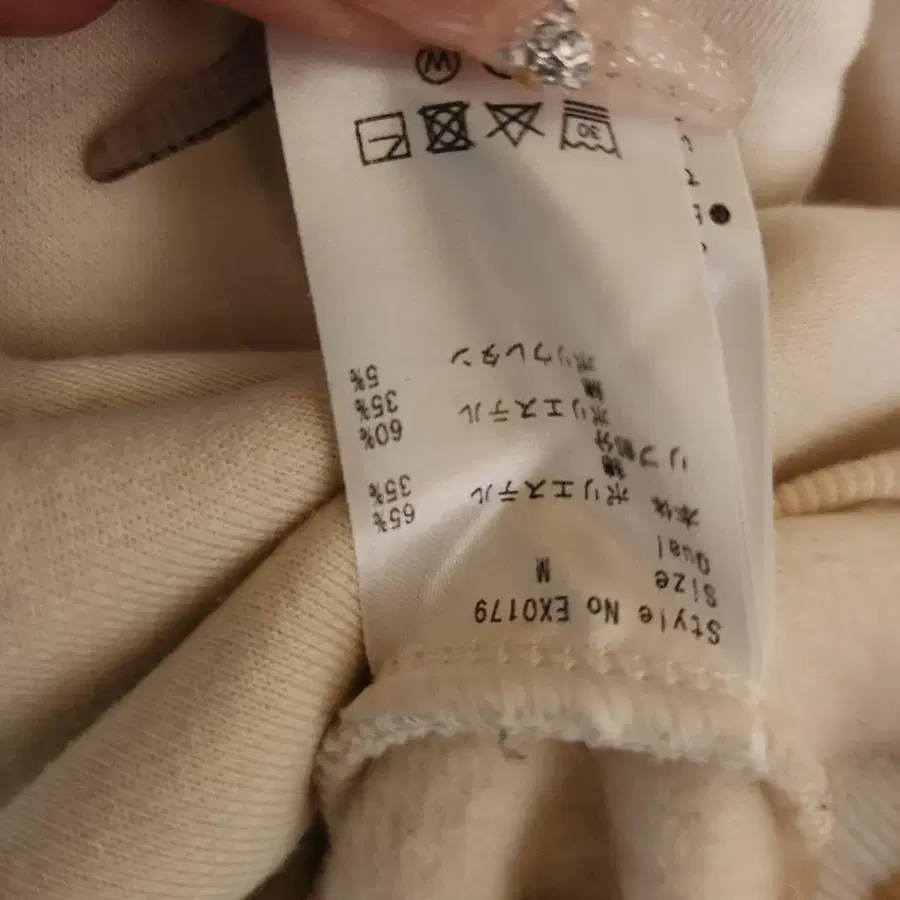 Style No EX0179
Size M
Qual
本体 ポリエステル 65%
綿 35%
リブ部分
ポリエステル 60%
綿 35%
ポリウレタン 5%
30
W